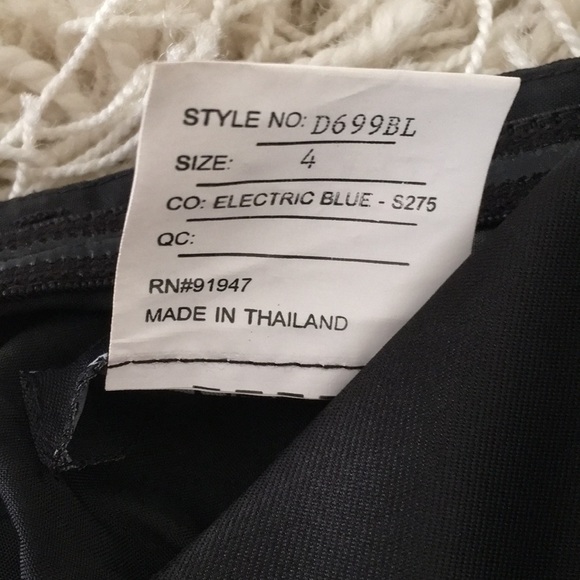 STYLE NO: D699BL
SIZE: 4
CO: ELECTRIC BLUE - S275
QC:
RN#91947
MADE IN THAILAND